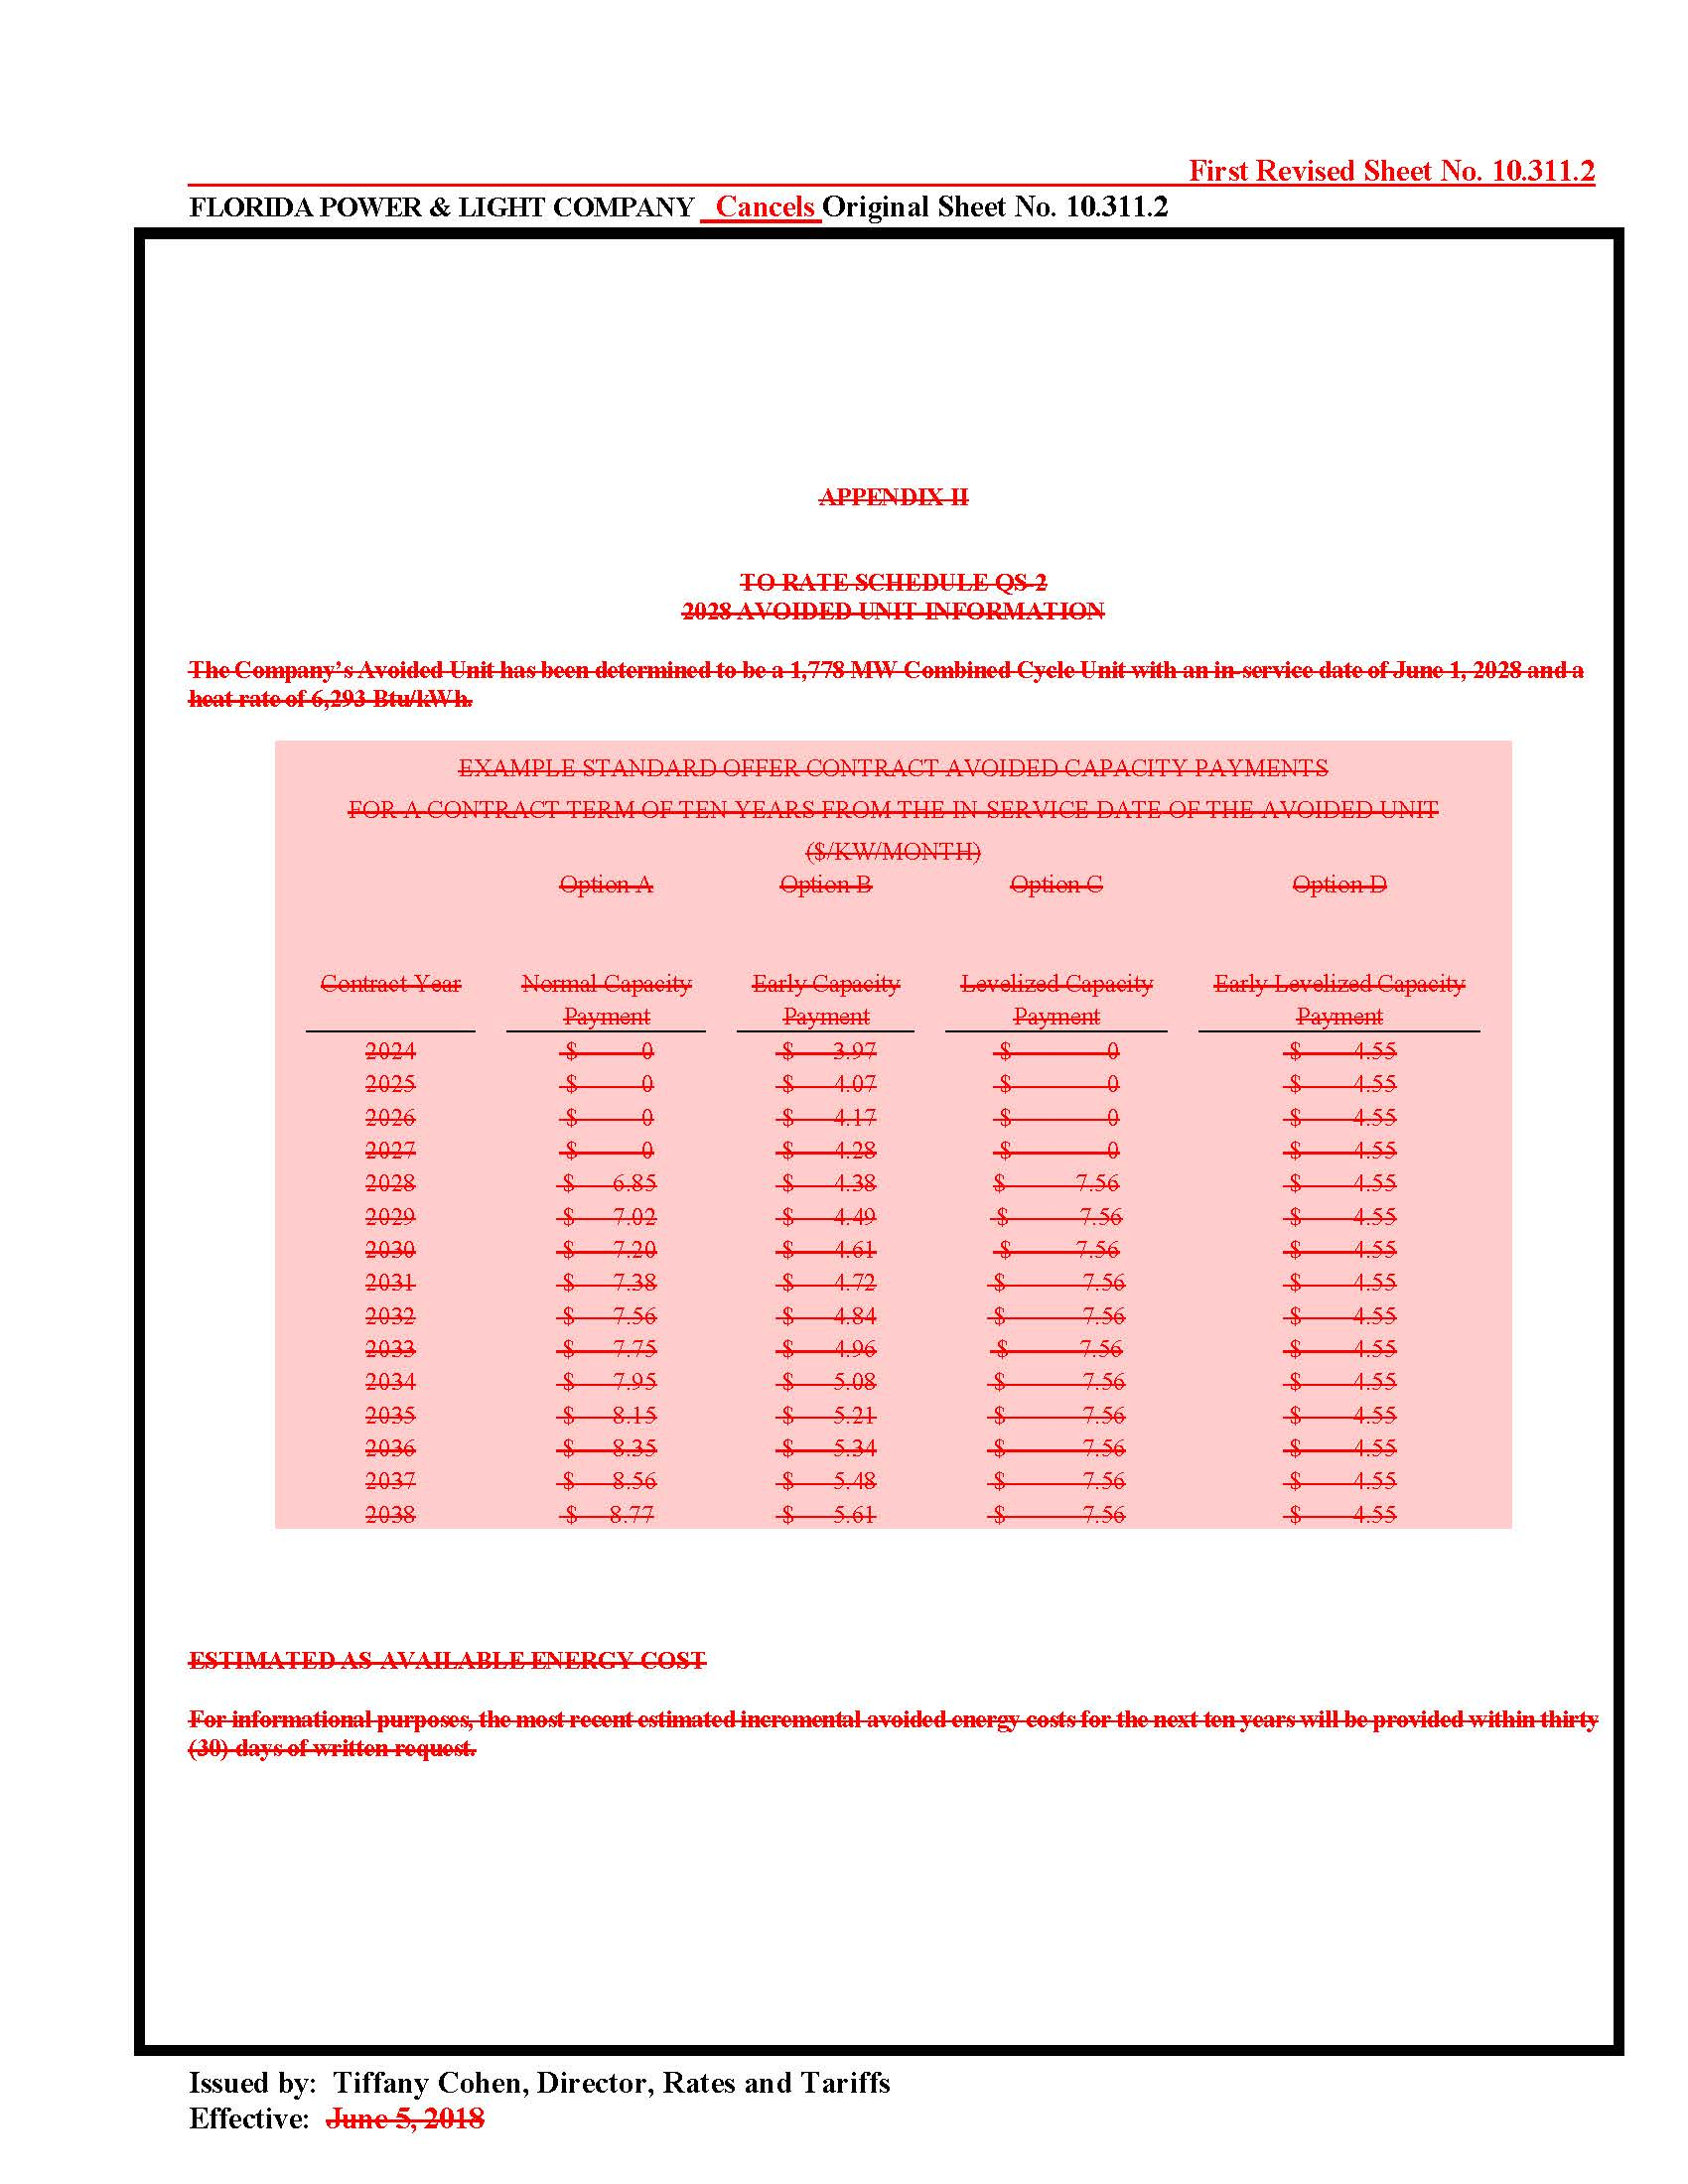 First Revised Sheet No. 10.311.2
FLORIDA POWER & LIGHT COMPANY Cancels Original Sheet No. 10.311.2
APPENDIX II
TO RATE SCHEDULE QS-2
2028 AVOIDED UNIT INFORMATION
The Company's Avoided Unit has been determined to be a 1,778 MW Combined Cycle Unit with an in-service date of June 1, 2028 and a
heat rate of 6,293 Btu/kWh.
EXAMPLE STANDARD OFFER CONTRACT AVOIDED CAPACITY PAYMENTS
FOR A CONTRACT TERM OF TEN YEARS FROM THE IN-SERVICE DATE OF THE AVOIDED UNIT
($/KW/MONTH)
Option A Option B Option C Option D
Contract Year Normal Capacity Early Capacity Levelized Capacity Early Levelized Capacity
Payment Payment Payment Payment
2024 $ 0 $ 3.97 $ 0 $ 4.55
2025 $ 0 $ 4.07 $ 0 $ 4.55
2026 $ 0 $ 4.17 $ 0 $ 4.55
2027 $ 0 $ 4.28 $ 0 $ 4.55
2028 $ 6.85 $ 4.38 $ 7.56 $ 4.55
2029 $ 7.02 $ 4.49 $ 7.56 $ 4.55
2030 $ 7.20 $ 4.61 $ 7.56 $ 4.55
2031 $ 7.38 $ 4.72 $ 7.56 $ 4.55
2032 $ 7.56 $ 4.84 $ 7.56 $ 4.55
2033 $ 7.75 $ 4.96 $ 7.56 $ 4.55
2034 $ 7.95 $ 5.08 $ 7.56 $ 4.55
2035 $ 8.15 $ 5.21 $ 7.56 $ 4.55
2036 $ 8.35 $ 5.34 $ 7.56 $ 4.55
2037 $ 8.56 $ 5.48 $ 7.56 $ 4.55
2038 $ 8.77 $ 5.61 $ 7.56 $ 4.55
ESTIMATED AS-AVAILABLE ENERGY COST
For informational purposes, the most recent estimated incremental avoided energy costs for the next ten years will be provided within thirty
(30) days of written request.
Issued by: Tiffany Cohen, Director, Rates and Tariffs
Effective: June 5, 2018